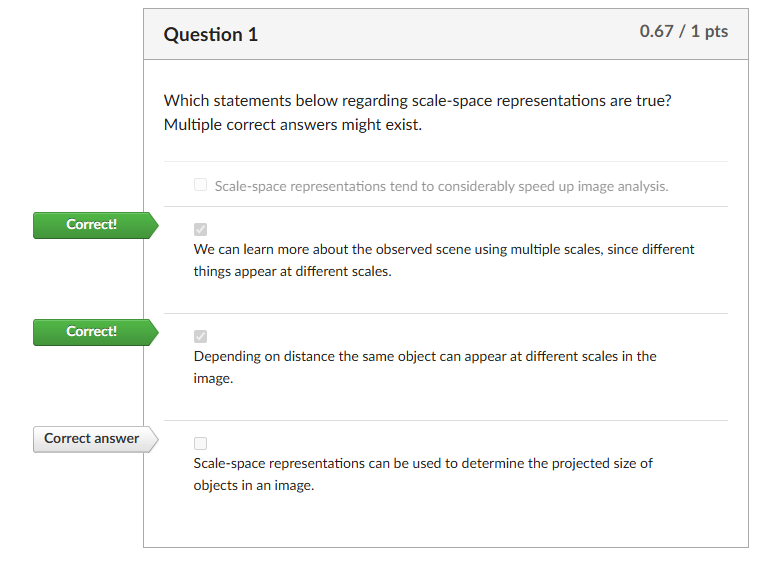 Question 1
0.67 / 1 pts
Which statements below regarding scale-space representations are true?
Multiple correct answers might exist.
Scale-space representations tend to considerably speed up image analysis.
Correct!
We can learn more about the observed scene using multiple scales, since different
things appear at different scales.
Correct!
Depending on distance the same object can appear at different scales in the
image.
Correct answer
Scale-space representations can be used to determine the projected size of
objects in an image.